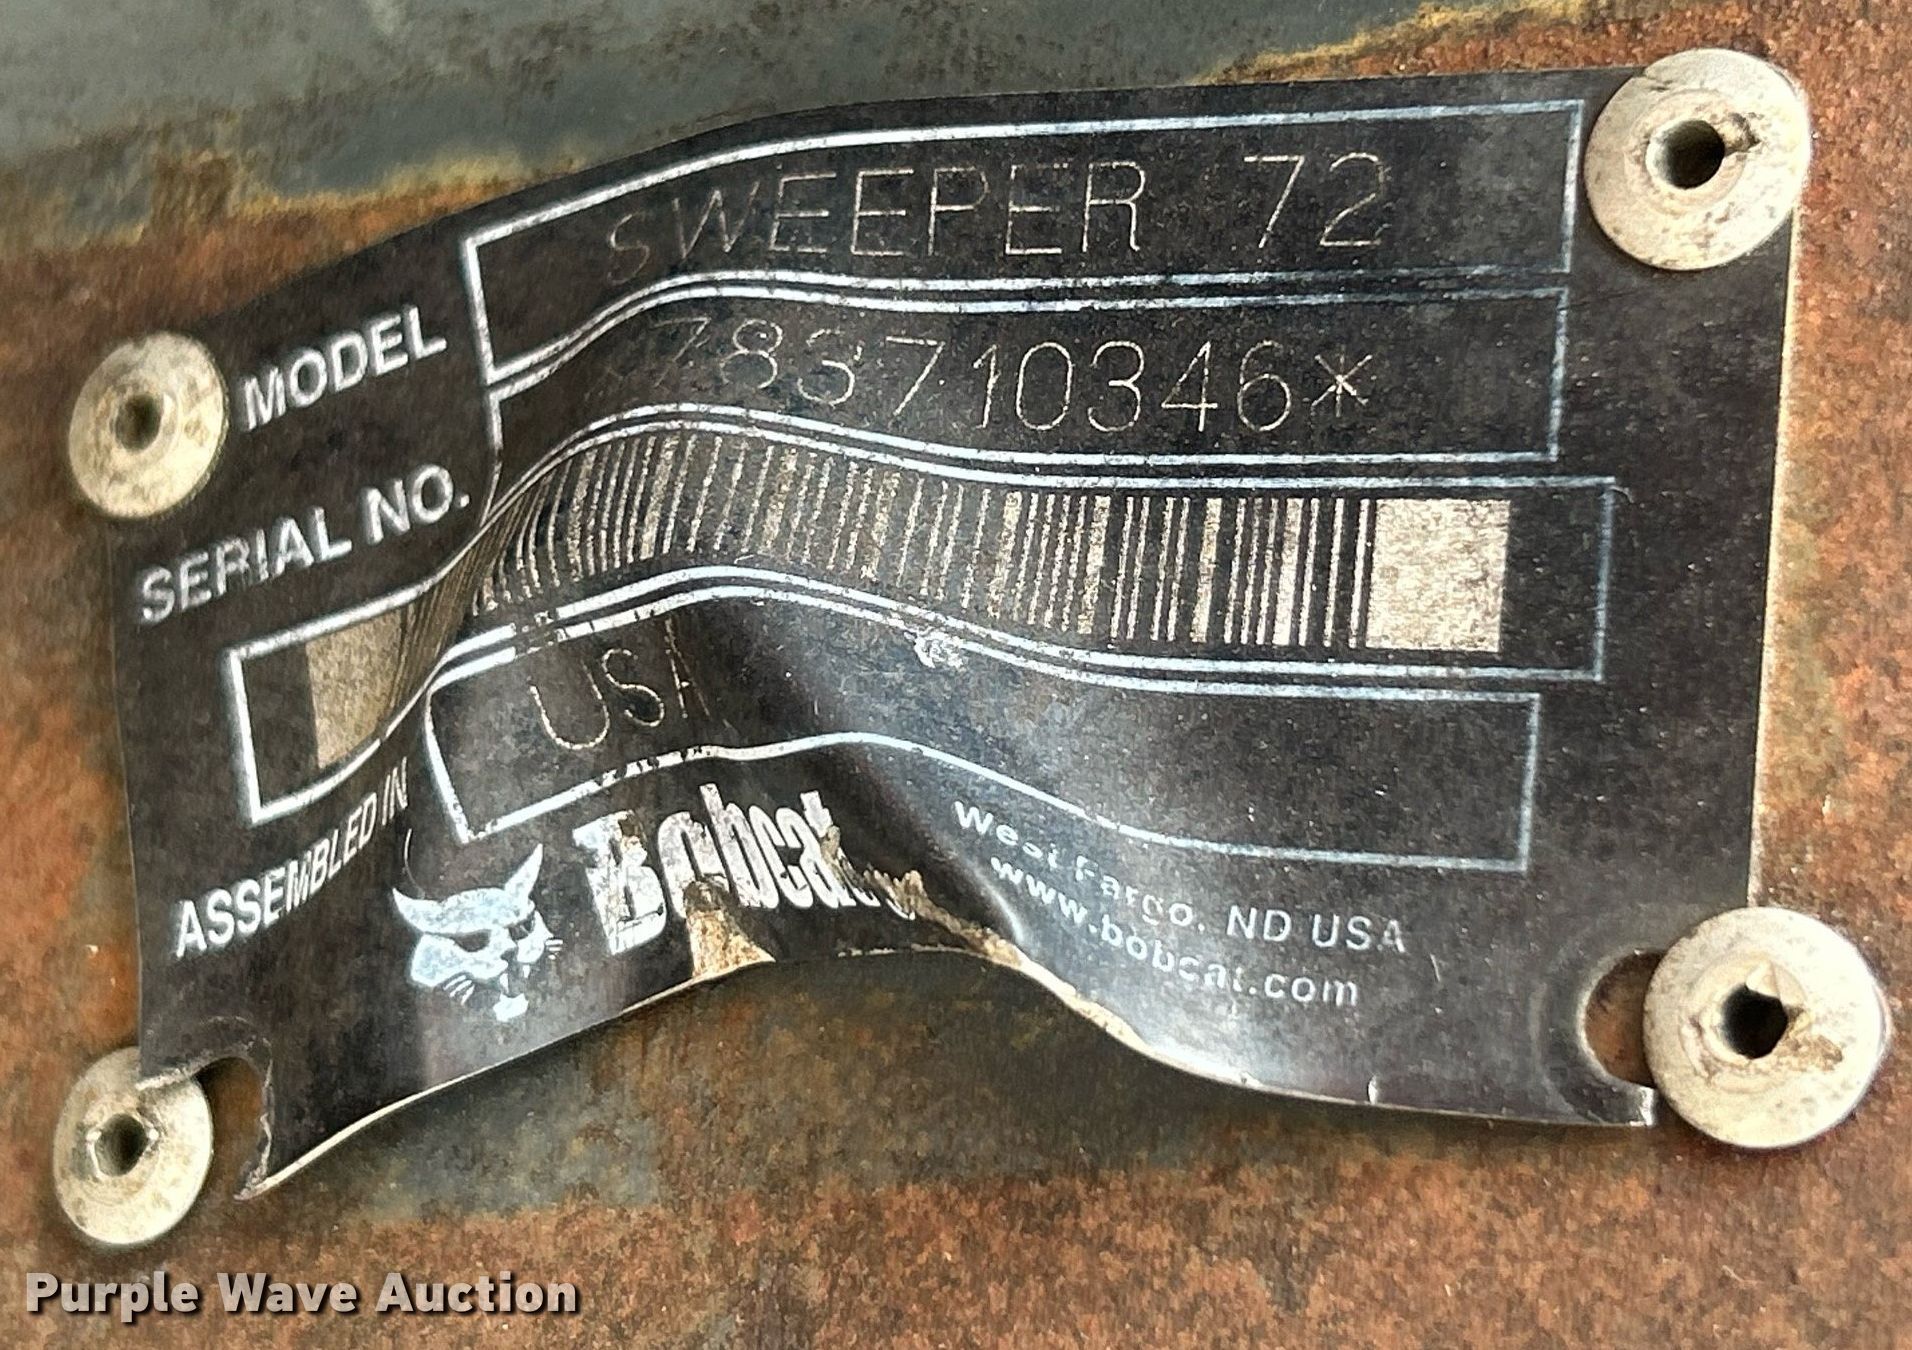 MODEL SWEEPER 72
SERIAL NO. 783710346*
ASSEMBLED IN USA
Bobcat
West Fargo, ND USA
www.bobcat.com
Purple Wave Auction